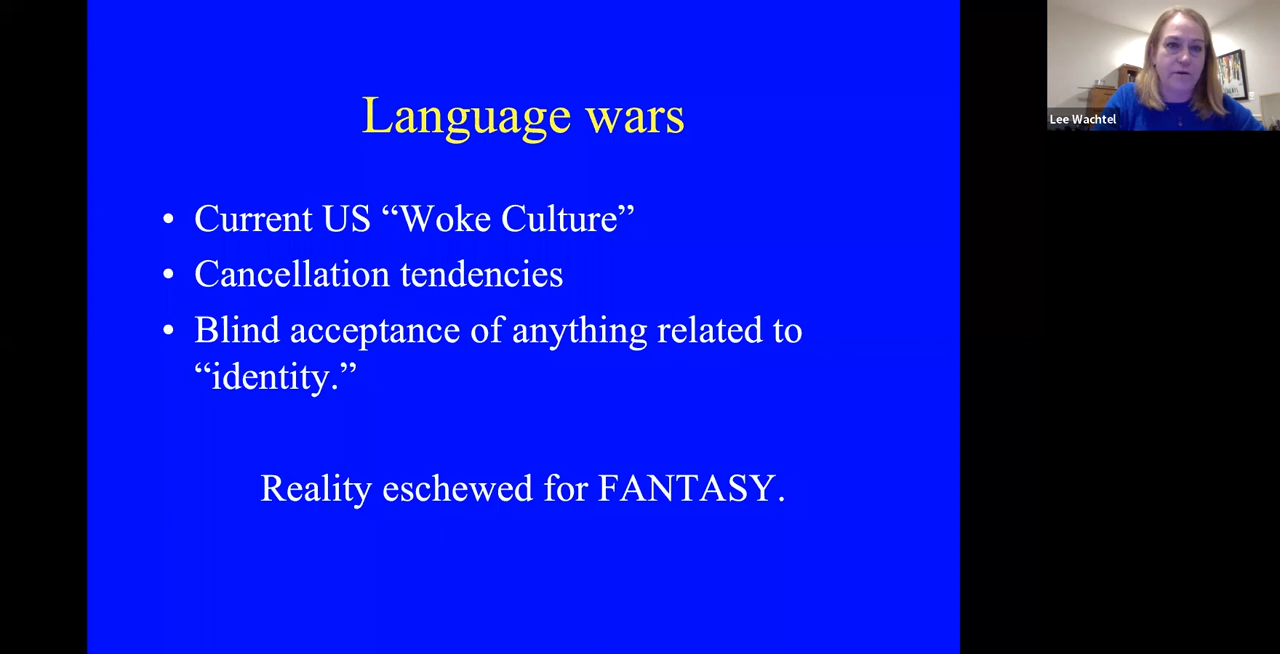 Language wars
• Current US “Woke Culture”
• Cancellation tendencies
• Blind acceptance of anything related to
“identity.”
Reality eschewed for FANTASY.
Lee Wachtel